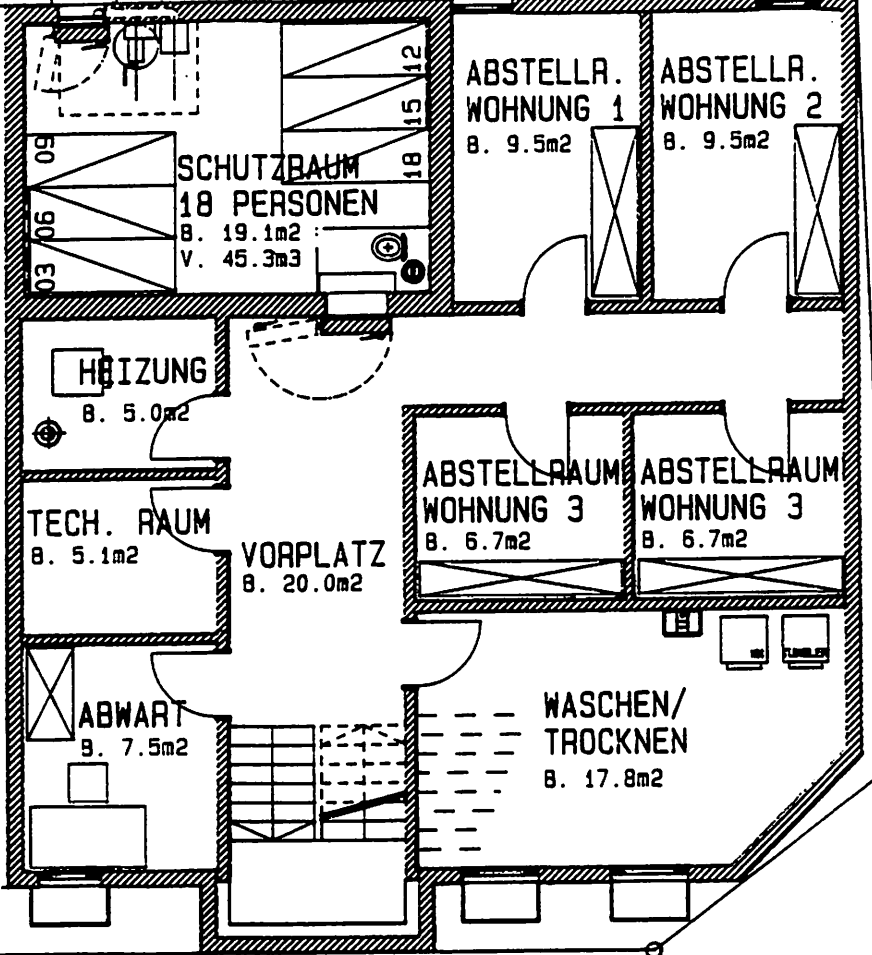 12
15
18
09
06
03
SCHUTZRAUM
18 PERSONEN
B. 19.1m2
V. 45.3m3
ABSTELLR.
WOHNUNG 1
B. 9.5m2
ABSTELLR.
WOHNUNG 2
B. 9.5m2
HEIZUNG
B. 5.0m2
TECH. RAUM
B. 5.1m2
VORPLATZ
B. 20.0m2
ABSTELLRAUM
WOHNUNG 3
B. 6.7m2
ABSTELLRAUM
WOHNUNG 3
B. 6.7m2
TUMBLER
ABWART
B. 7.5m2
WASCHEN/
TROCKNEN
B. 17.8m2